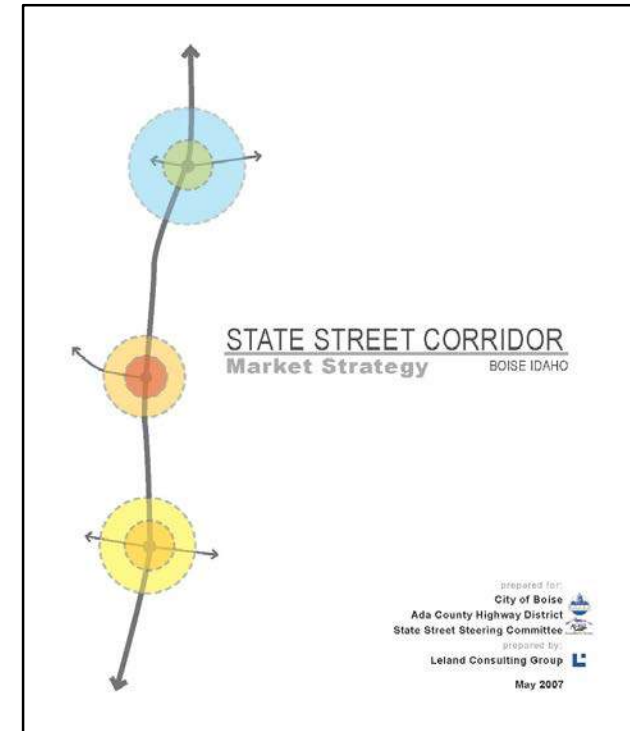 STATE STREET CORRIDOR
Market Strategy BOISE IDAHO
prepared for:
City of Boise
Ada County Highway District
State Street Steering Committee
prepared by:
Leland Consulting Group
May 2007